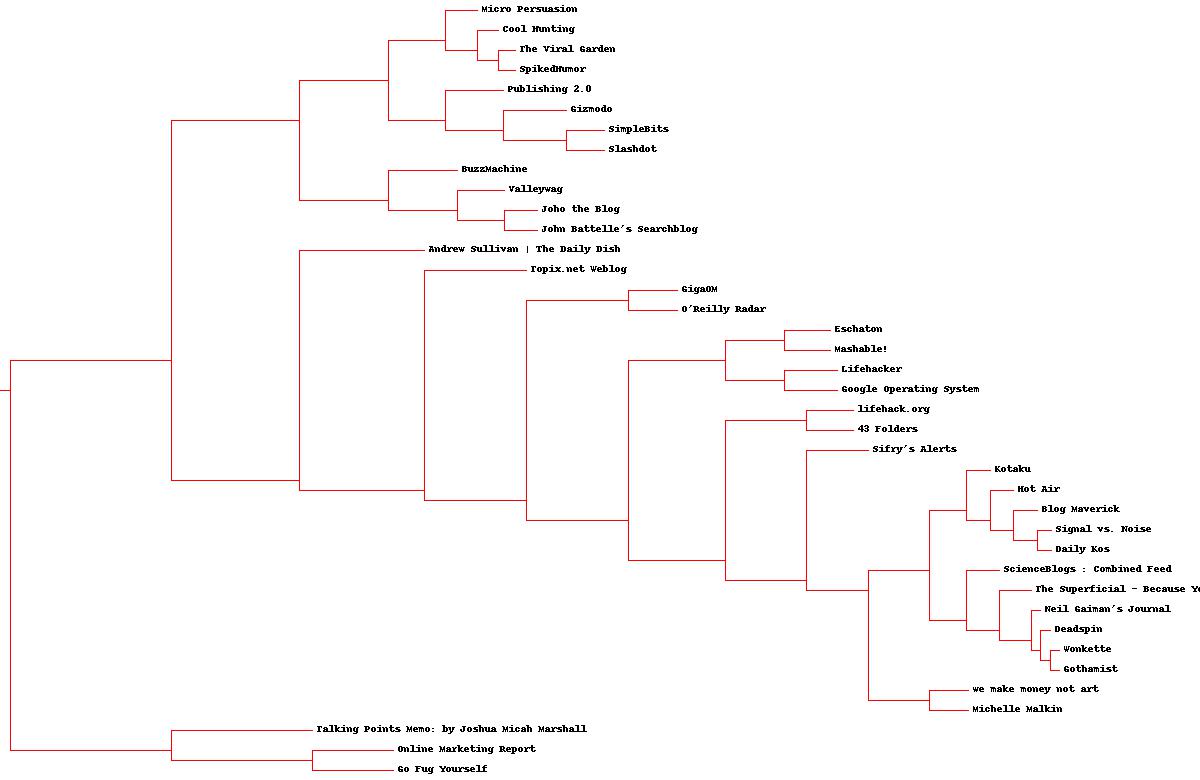 Micro Persuasion
Cool Hunting
The Viral Garden
SpikedHumor
Publishing 2.0
Gizmodo
SimpleBits
Slashdot
BuzzMachine
Valleywag
Joho the Blog
John Battelle's Searchblog
Andrew Sullivan | The Daily Dish
Topix.net Weblog
GigaOM
O'Reilly Radar
Eschaton
Mashable!
Lifehacker
Google Operating System
lifehack.org
43 Folders
Sifry's Alerts
Kotaku
Hot Air
Blog Maverick
Signal vs. Noise
Daily Kos
ScienceBlogs : Combined Feed
The Superficial - Because
Neil Gaiman's Journal
Deadspin
Wonkette
Gothamist
we make money not art
Michelle Malkin
Talking Points Memo: by Joshua Micah Marshall
Online Marketing Report
Go Fug Yourself